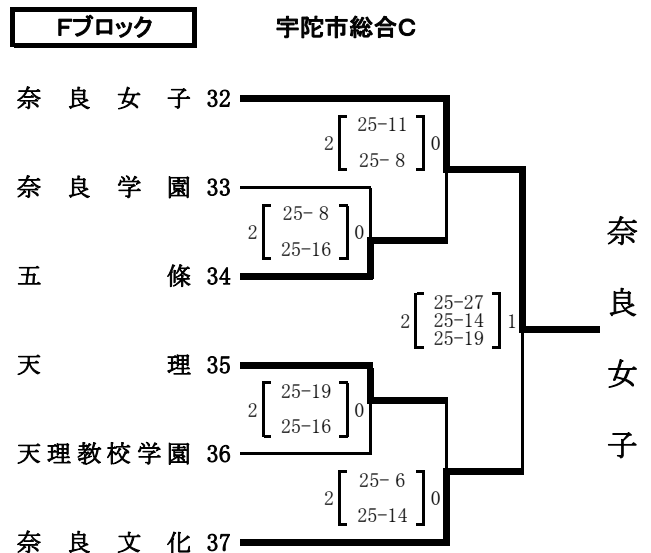 Fブロック 宇陀市総合C
奈良女子 32
2 25-11 0
25- 8
奈良学園 33
2 25- 8 0
25-16
五條 34
2 25-27 1
25-14
25-19
天理 35
2 25-19 0
25-16
天理教校学園 36
2 25- 6 0
25-14
奈良文化 37
奈良女子